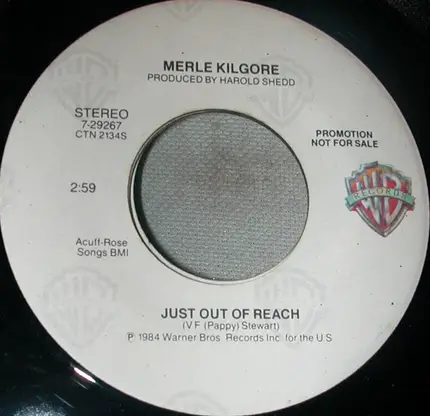 MERLE KILGORE
PRODUCED BY HAROLD SHEDD
STEREO
7-29267
CTN 2134S
PROMOTION
NOT FOR SALE
2:59
RECORDS
Acuff-Rose
Songs BMI
JUST OUT OF REACH
(V F (Pappy) Stewart)
℗ 1984 Warner Bros. Records Inc. for the U S